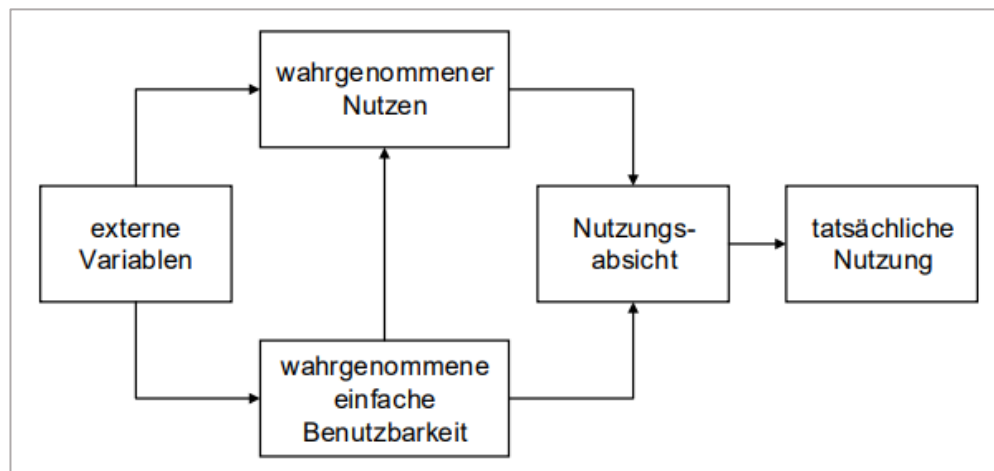 wahrgenommener
Nutzen
externe
Variablen
Nutzungs-
absicht
tatsächliche
Nutzung
wahrgenommene
einfache
Benutzbarkeit